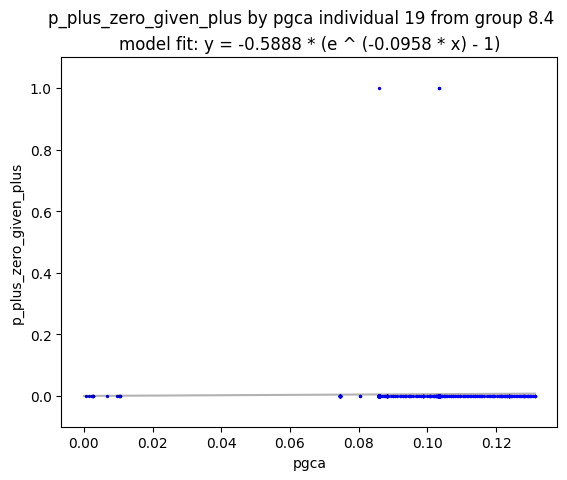 p_plus_zero_given_plus by pgca individual 19 from group 8.4
model fit: y = -0.5888 * (e ^ (-0.0958 * x) - 1)
1.0
0.8
0.6
0.4
0.2
0.0
p_plus_zero_given_plus
0.00 0.02 0.04 0.06 0.08 0.10 0.12
pgca